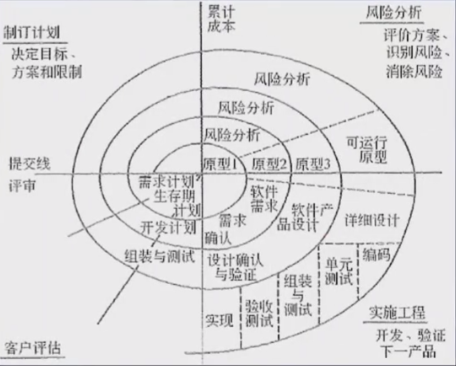 制订计划
决定目标、
方案和限制
累计
成本
风险分析
评价方案、
识别风险、
消除风险
风险分析
风险分析
风险分析
可运行
原型
提交线
原型1
原型2
原型3
评审
需求计划
生存期
计划
软件
需求
软件产
品设计
详细设计
开发计划
需求
确认
组装与测试
设计确认
与验证
组装
与
测试
单元
测试
编码
实现
验收
测试
实施工程
开发、验证
下一产品
客户评估